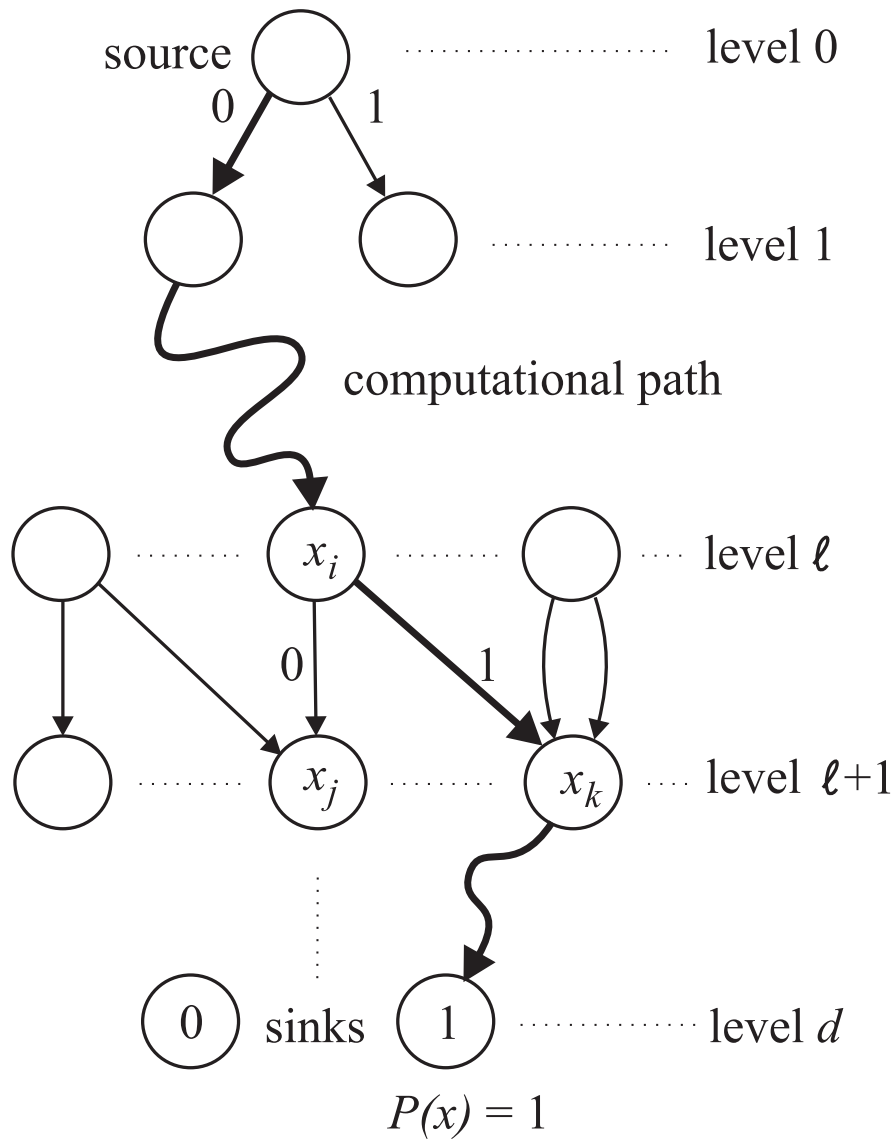 source
level 0
0
1
level 1
computational path
x_i
level ℓ
0
1
x_j
x_k
level ℓ+1
0
sinks
1
level d
P(x) = 1